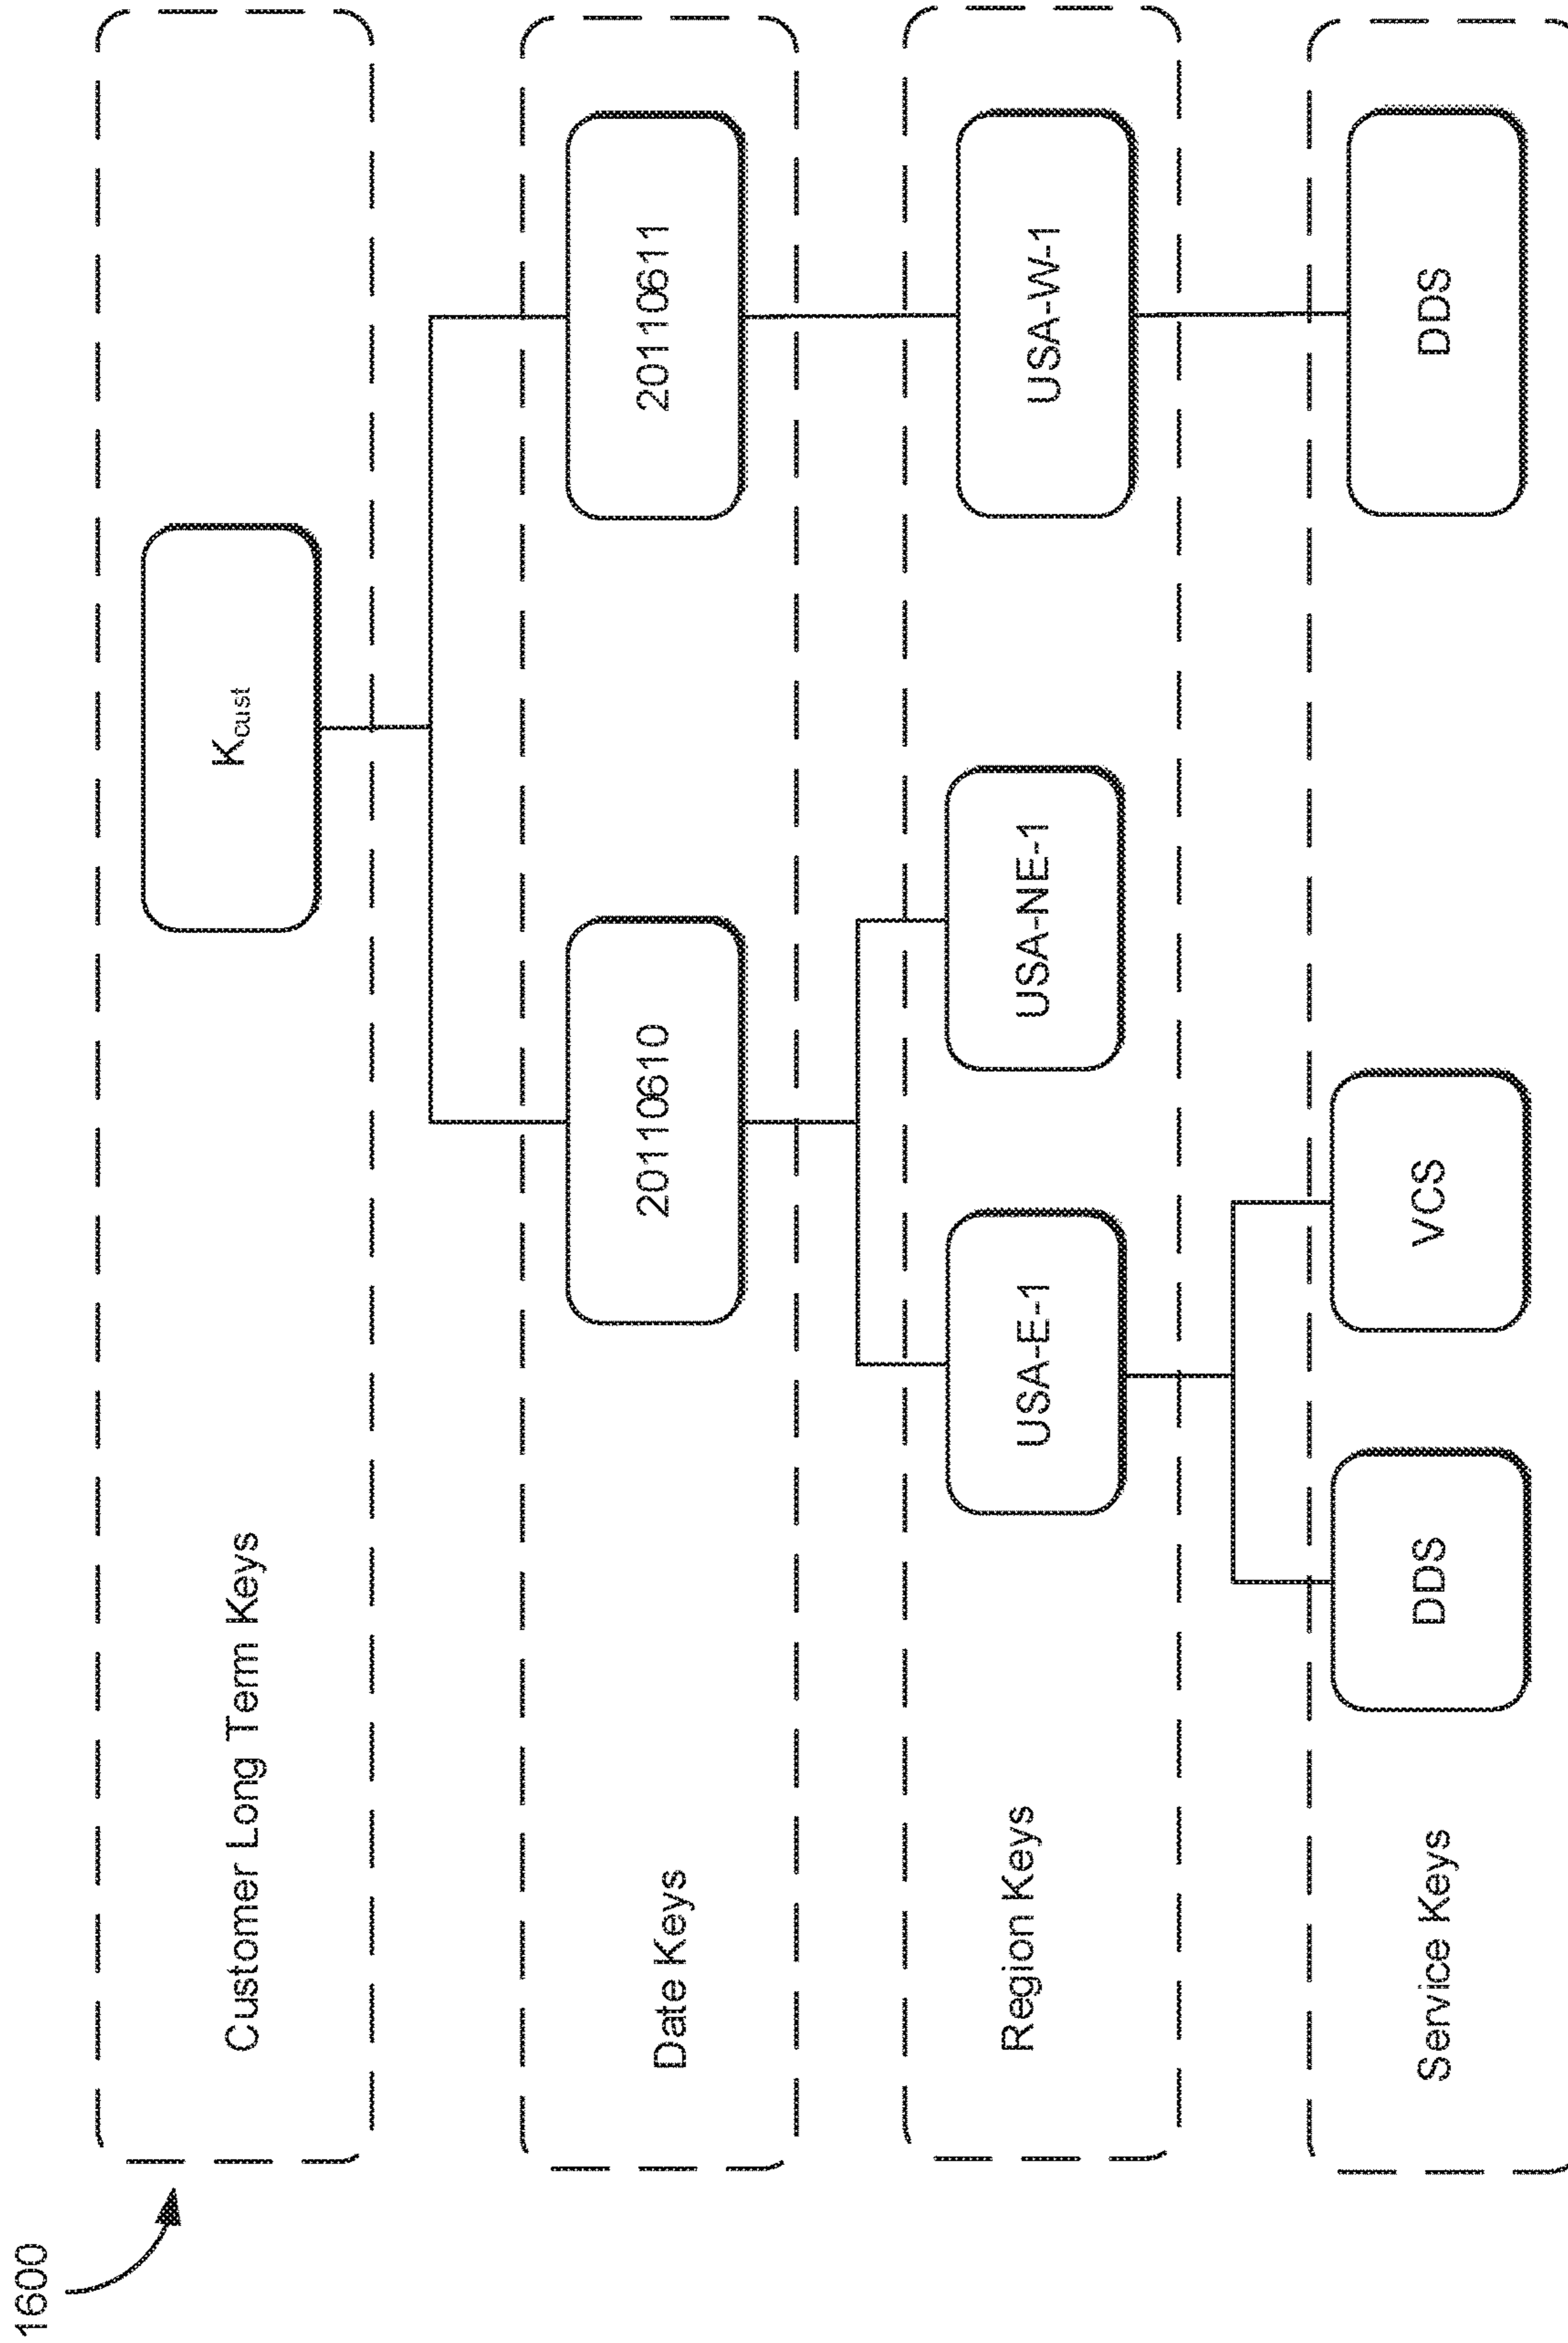 1600
Customer Long Term Keys
Kcust
Date Keys
20110610
20110611
Region Keys
USA-E-1
USA-NE-1
USA-W-1
Service Keys
DDS
VCS
DDS